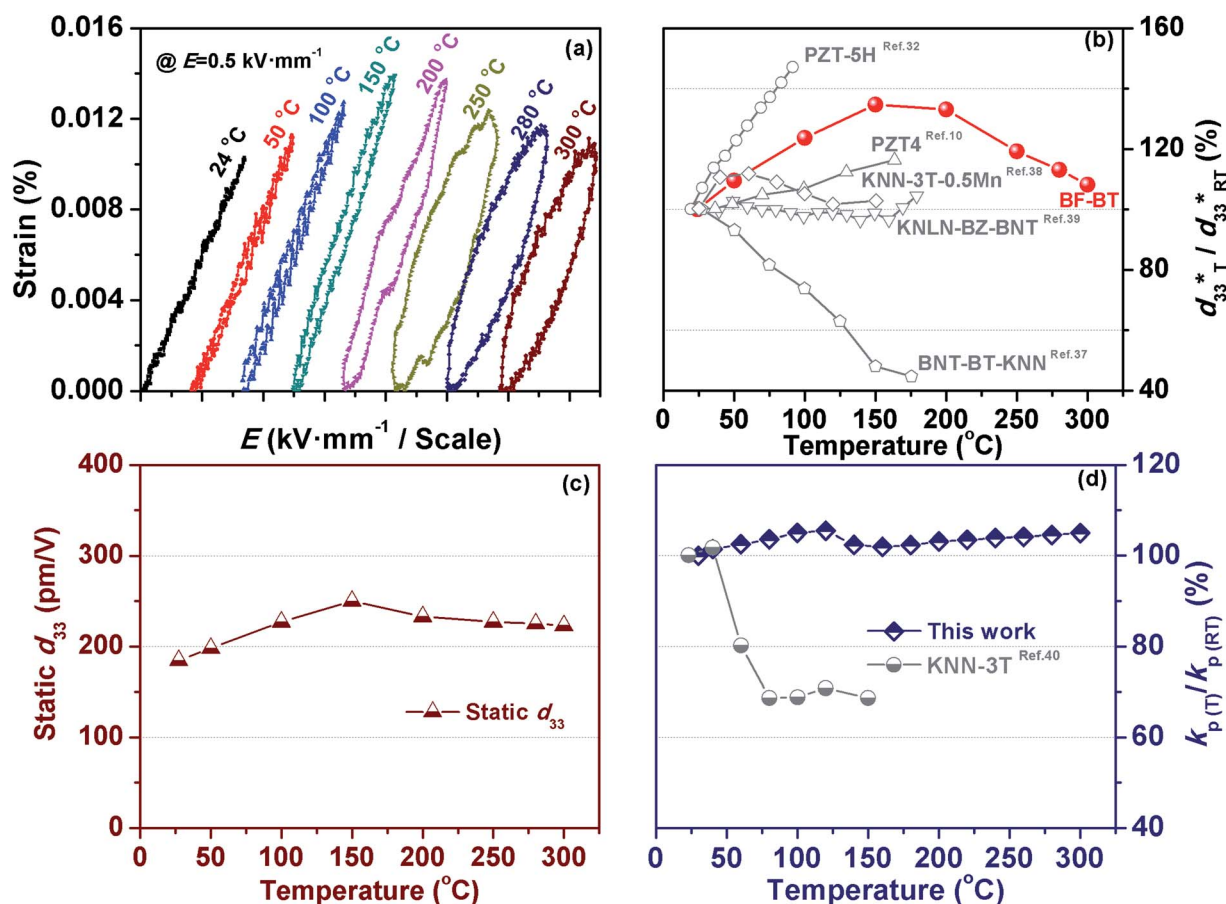 (a)
@ E=0.5 kV·mm⁻¹
0.016
0.012
0.008
0.004
0.000
Strain (%)
24 °C
50 °C
100 °C
150 °C
200 °C
250 °C
280 °C
300 °C
E (kV·mm⁻¹ / Scale)
(b)
PZT-5H Ref.32
PZT4 Ref.10
KNN-3T-0.5Mn Ref.38
BF-BT
KNLN-BZ-BNT Ref.39
BNT-BT-KNN Ref.37
160
120
80
40
d₃₃*_T / d₃₃*_RT
0 50 100 150 200 250 300
Temperature (°C)
(c)
400
300
200
100
0
Static d₃₃ (pm/V)
Static d₃₃
0 50 100 150 200 250 300
Temperature (°C)
(d)
This work
KNN-3T Ref.40
120
100
80
60
40
kₚ (T)/kₚ (RT) (%)
0 50 100 150 200 250 300
Temperature (°C)